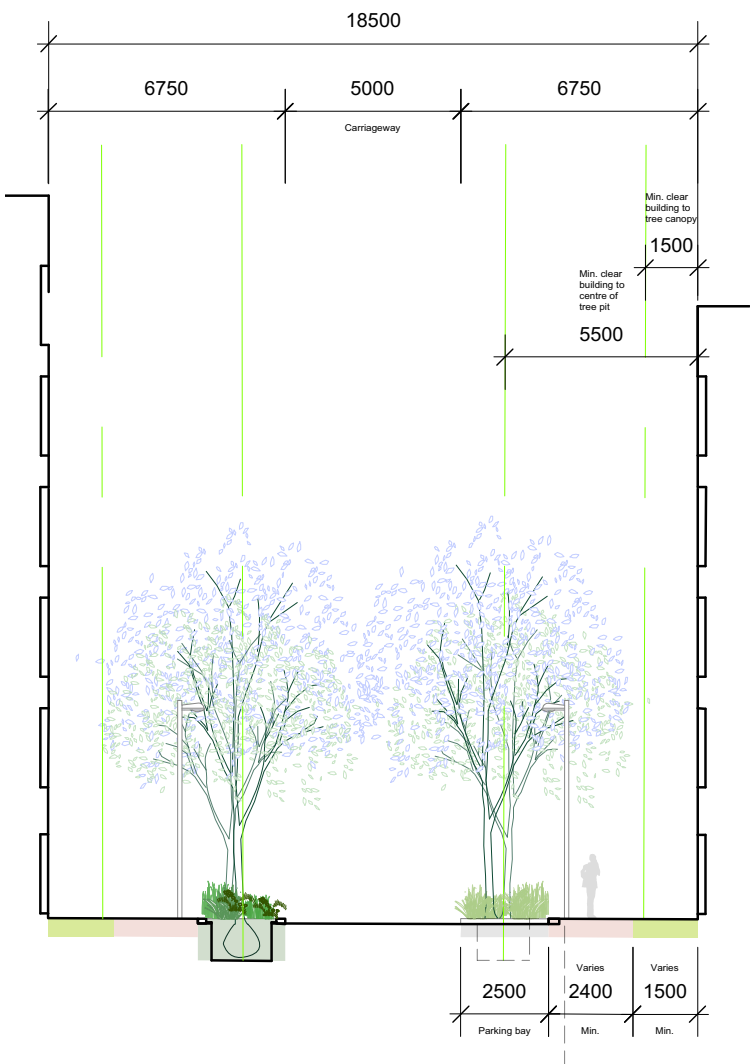 18500
6750
5000
6750
Carriageway
Min. clear
building to
tree canopy
1500
Min. clear
building to
centre of
tree pit
5500
Varies
Varies
2500
2400
1500
Parking bay
Min.
Min.